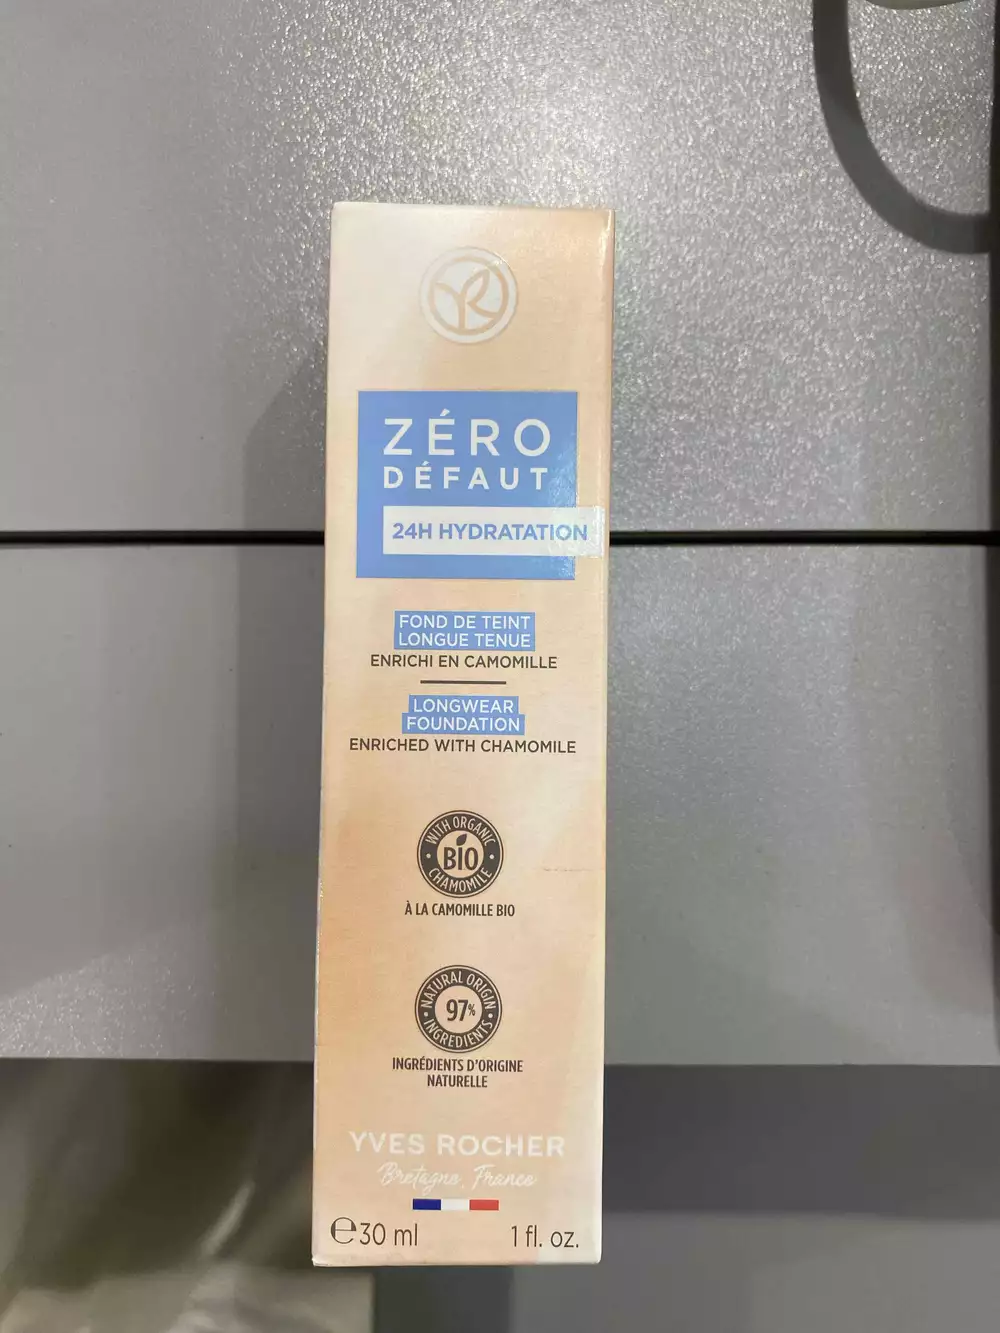 ZÉRO
DÉFAUT
24H HYDRATATION
FOND DE TEINT
LONGUE TENUE
ENRICHI EN CAMOMILLE
LONGWEAR
FOUNDATION
ENRICHED WITH CHAMOMILE
WITH ORGANIC
BIO
CHAMOMILE
À LA CAMOMILLE BIO
NATURAL ORIGIN
97%
INGREDIENTS
INGRÉDIENTS D'ORIGINE
NATURELLE
YVES ROCHER
Bretagne, France
℮30 ml 1 fl. oz.